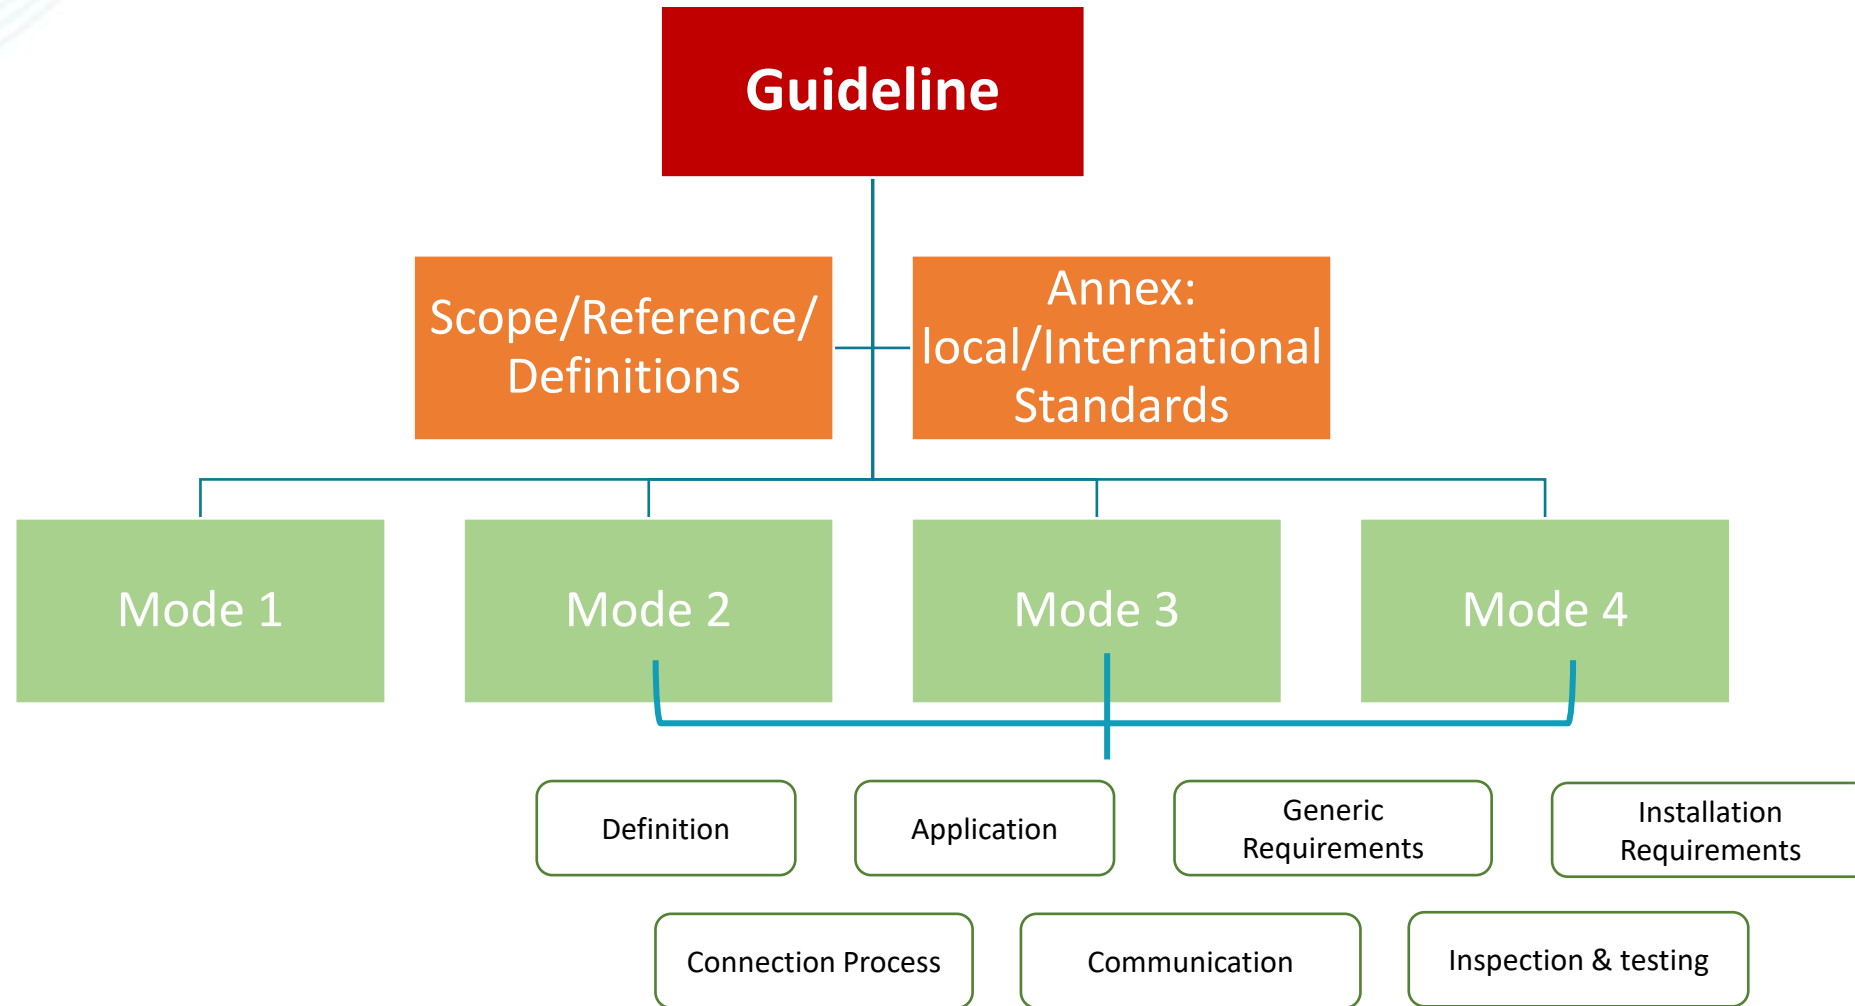 Guideline
Scope/Reference/
Definitions
Annex:
local/International
Standards
Mode 1
Mode 2
Mode 3
Mode 4
Definition
Application
Generic
Requirements
Installation
Requirements
Connection Process
Communication
Inspection & testing